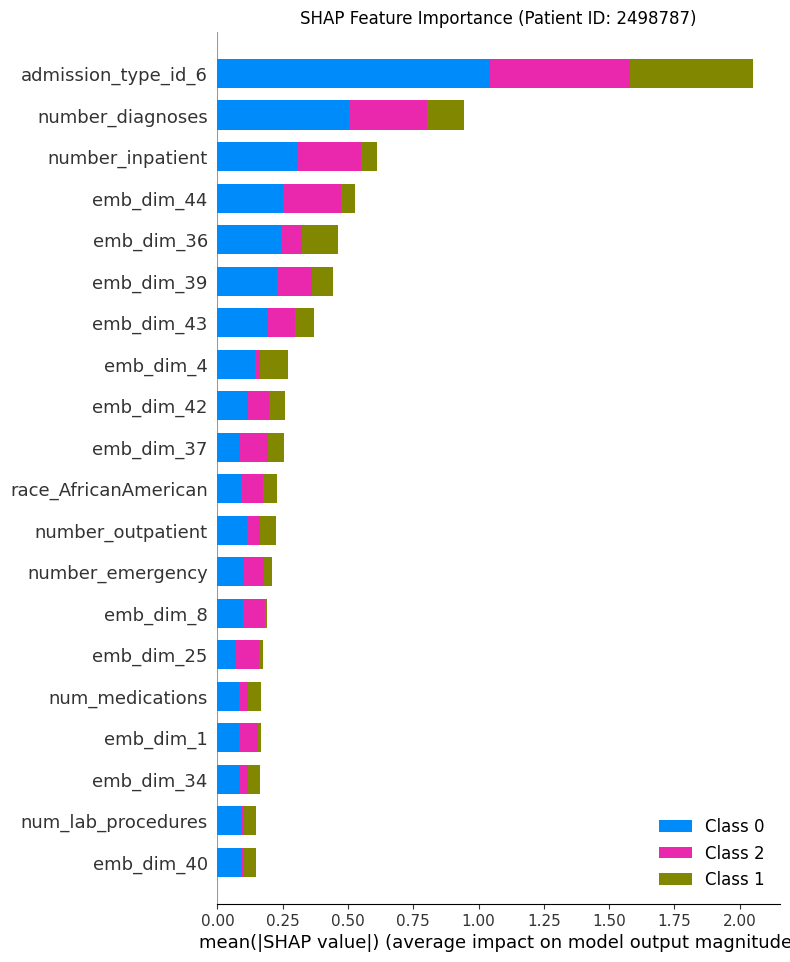 SHAP Feature Importance (Patient ID: 2498787)
admission_type_id_6
number_diagnoses
number_inpatient
emb_dim_44
emb_dim_36
emb_dim_39
emb_dim_43
emb_dim_4
emb_dim_42
emb_dim_37
race_AfricanAmerican
number_outpatient
number_emergency
emb_dim_8
emb_dim_25
num_medications
emb_dim_1
emb_dim_34
num_lab_procedures
emb_dim_40
Class 0
Class 2
Class 1
0.00 0.25 0.50 0.75 1.00 1.25 1.50 1.75 2.00
mean(|SHAP value|) (average impact on model output magnitude